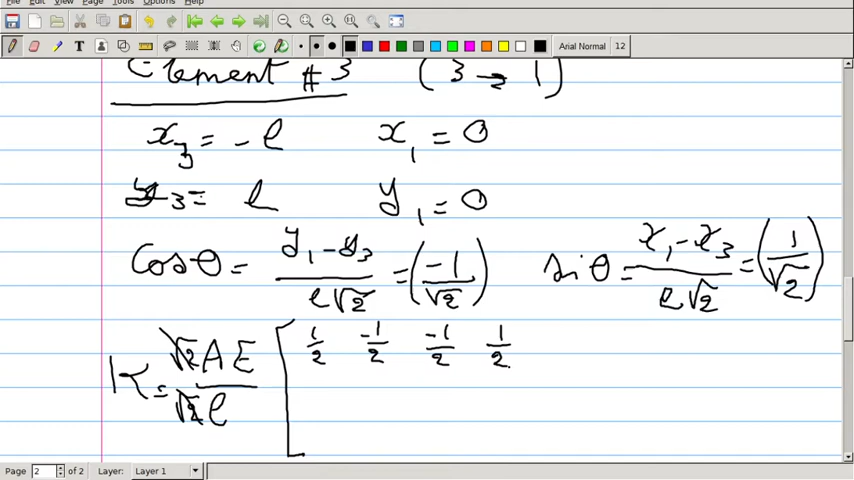 File Edit View Journal Tools Options Help
Arial Normal 12
Element #3 (3 → 1)
x₃ = -l x₁ = 0
y₃ = l y₁ = 0
Cosθ = y₁ - y₃ / l√2 = (-1/√2) sinθ = x₁ - x₃ / l√2 = (1/√2)
K = √2AE / √2l [ 1/2 -1/2 -1/2 1/2
Page 2 of 2 Layer: Layer 1